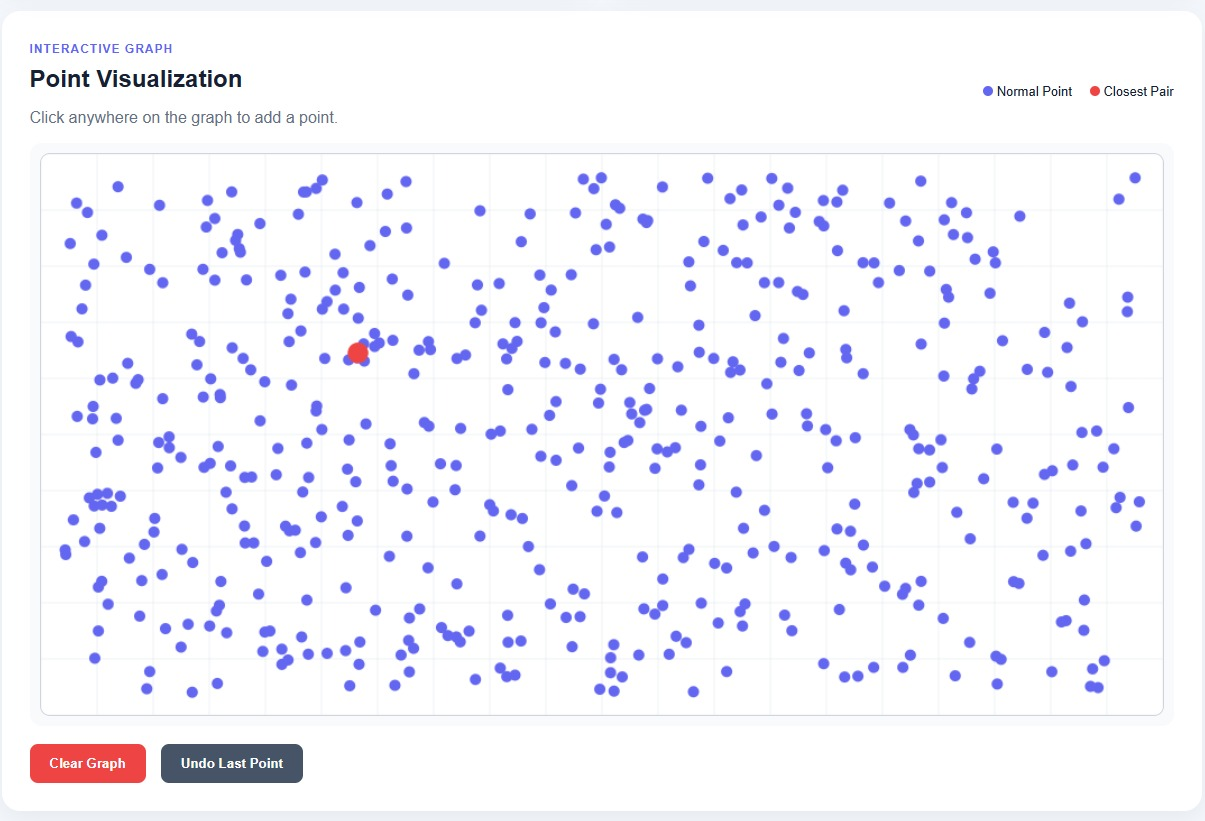 INTERACTIVE GRAPH
Point Visualization
Normal Point
Closest Pair
Click anywhere on the graph to add a point.
Clear Graph
Undo Last Point